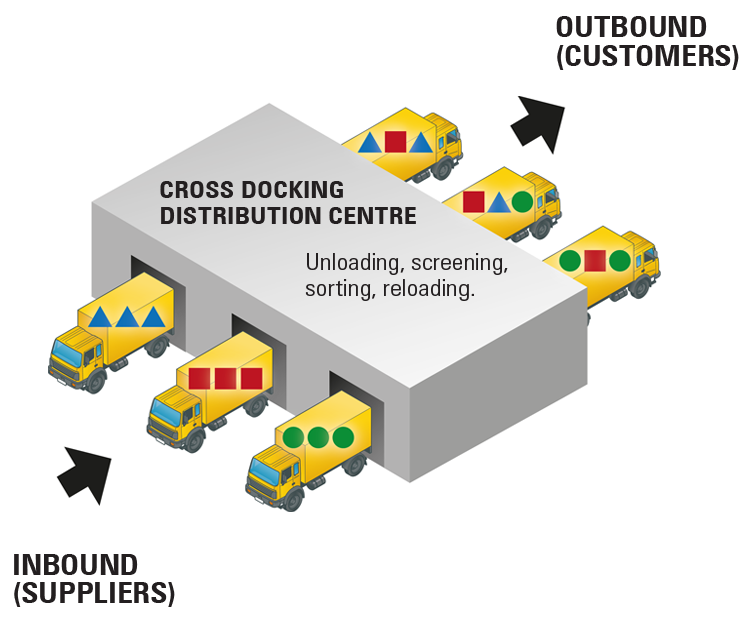 OUTBOUND
(CUSTOMERS)
CROSS DOCKING
DISTRIBUTION CENTRE
Unloading, screening,
sorting, reloading.
INBOUND
(SUPPLIERS)